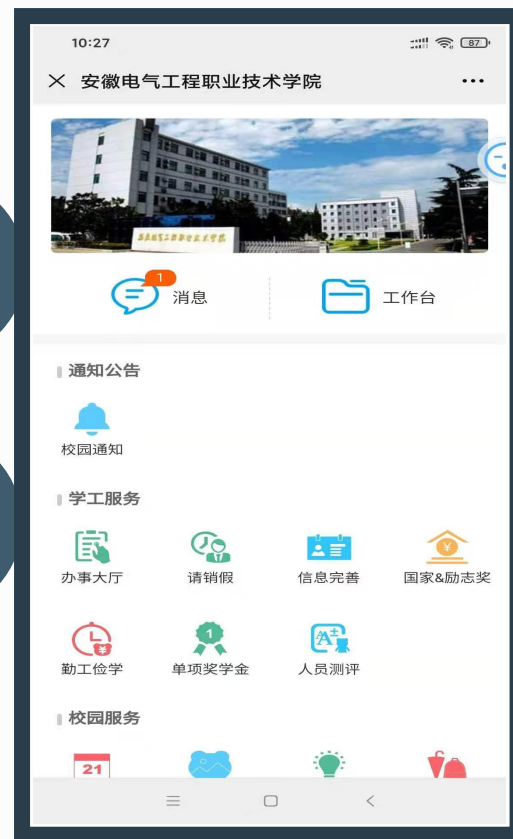 10:27
87
安徽电气工程职业技术学院
1
消息
工作台
通知公告
校园通知
学工服务
办事大厅
请销假
信息完善
国家&励志奖
勤工俭学
单项奖学金
人员测评
校园服务
21